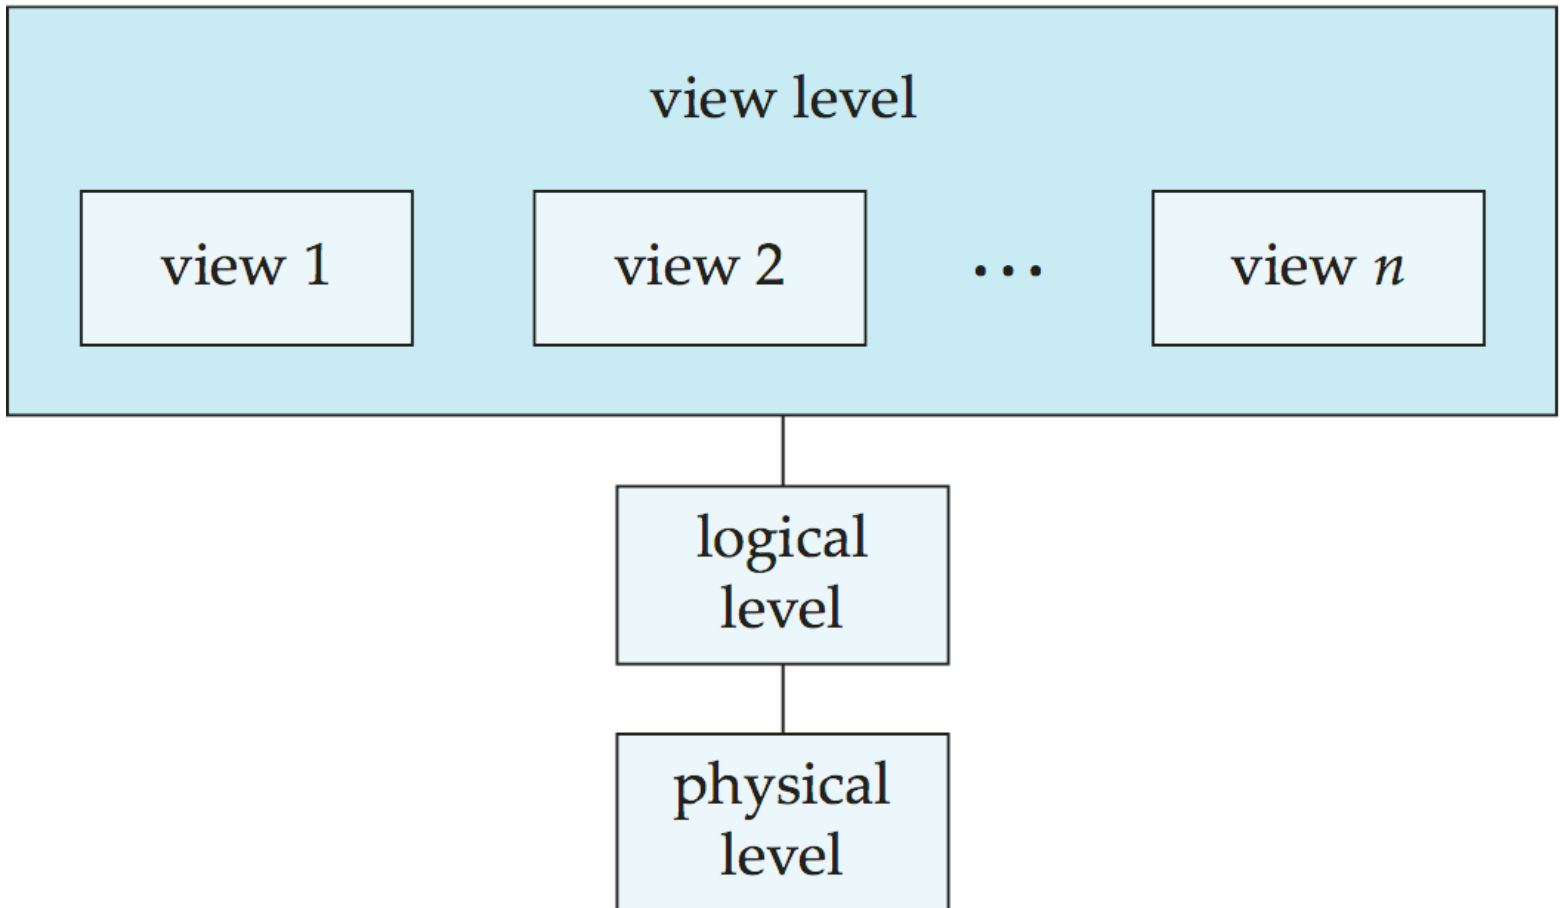 view level
view 1
view 2
...
view n
logical
level
physical
level